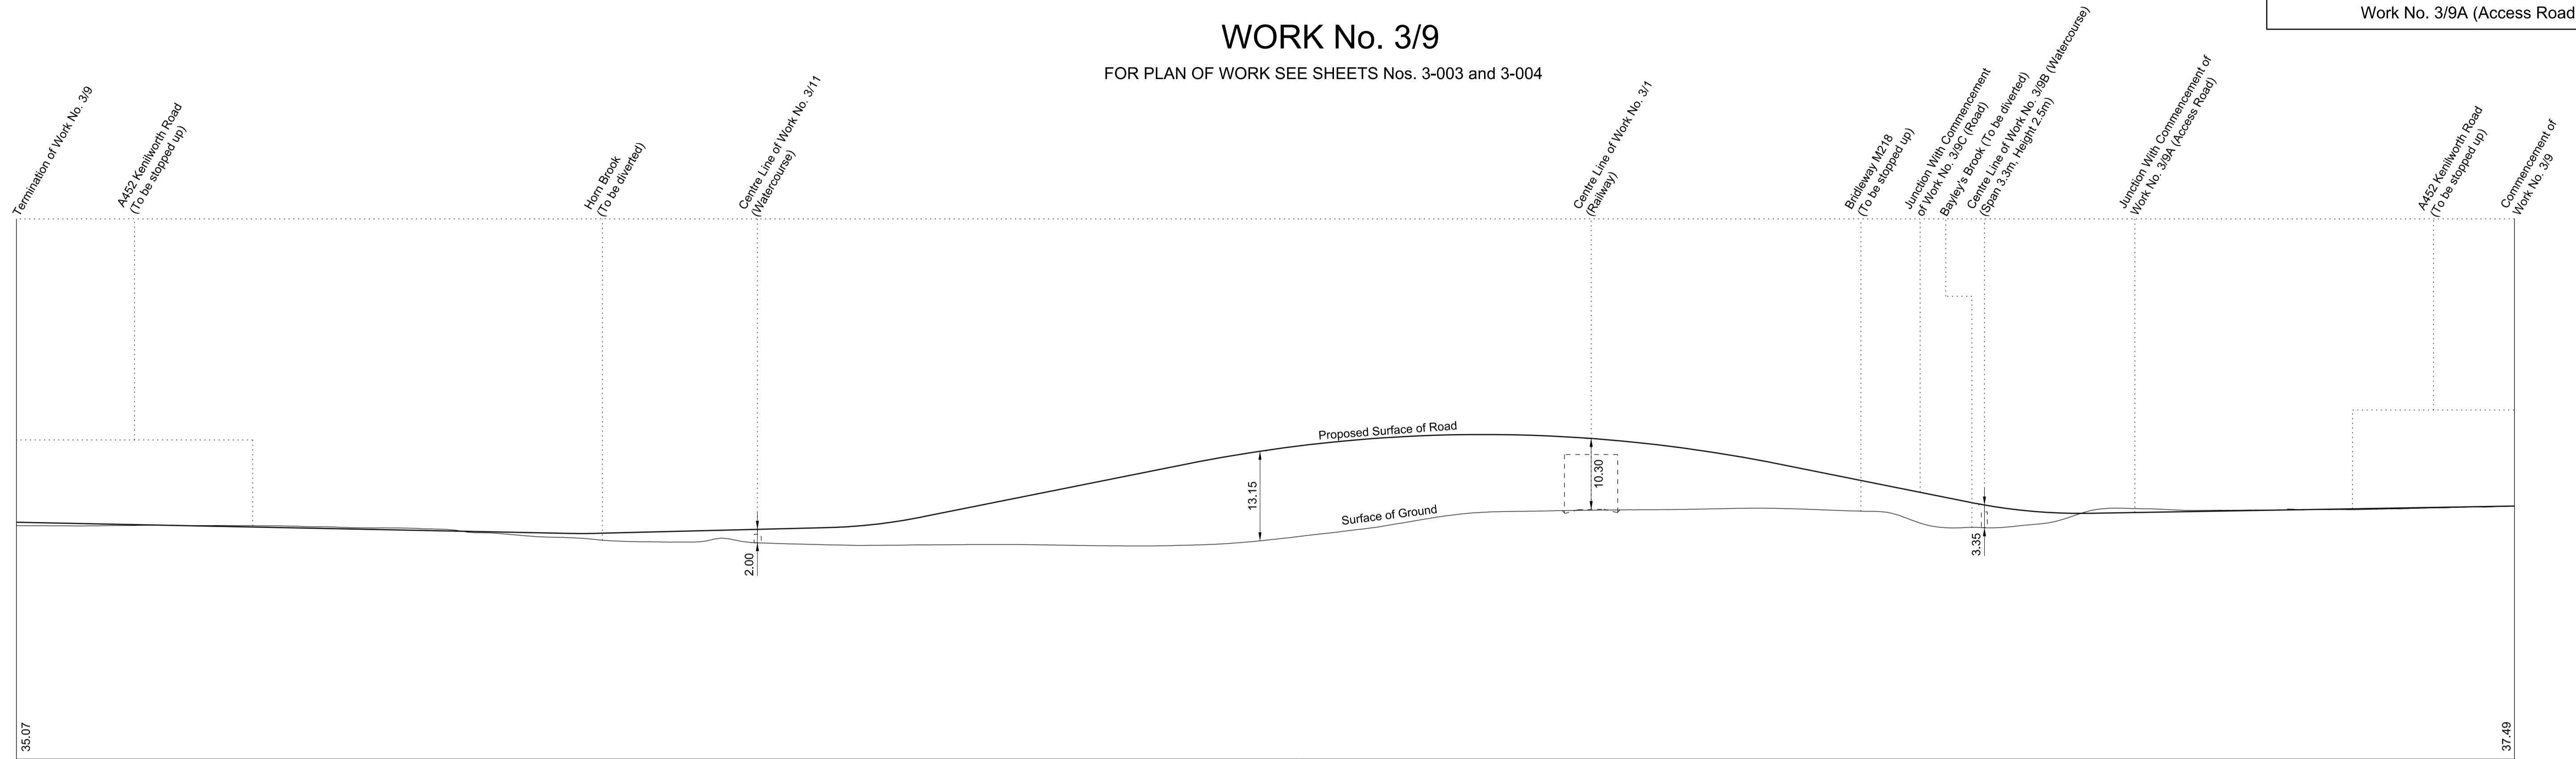 WORK No. 3/9
FOR PLAN OF WORK SEE SHEETS Nos. 3-003 and 3-004
Work No. 3/9A (Access Road
Termination of Work No. 3/9
A452 Kenilworth Road
(To be stopped up)
Horn Brook
(To be diverted)
Centre Line of Work No. 3/11
(Watercourse)
Centre Line of Work No. 3/1
(Railway)
Bridleway M218
(To be stopped up)
Junction With Commencement
of Work No. 3/9C (Road)
Bayley's Brook (To be diverted)
Centre Line of Work No. 3/9B (Watercourse)
(Span 3.3m, Height 2.5m)
Junction With Commencement of
Work No. 3/9A (Access Road)
A452 Kenilworth Road
(To be stopped up)
Commencement of
Work No. 3/9
Proposed Surface of Road
Surface of Ground
2.00
13.15
10.30
3.35
35.07
37.49